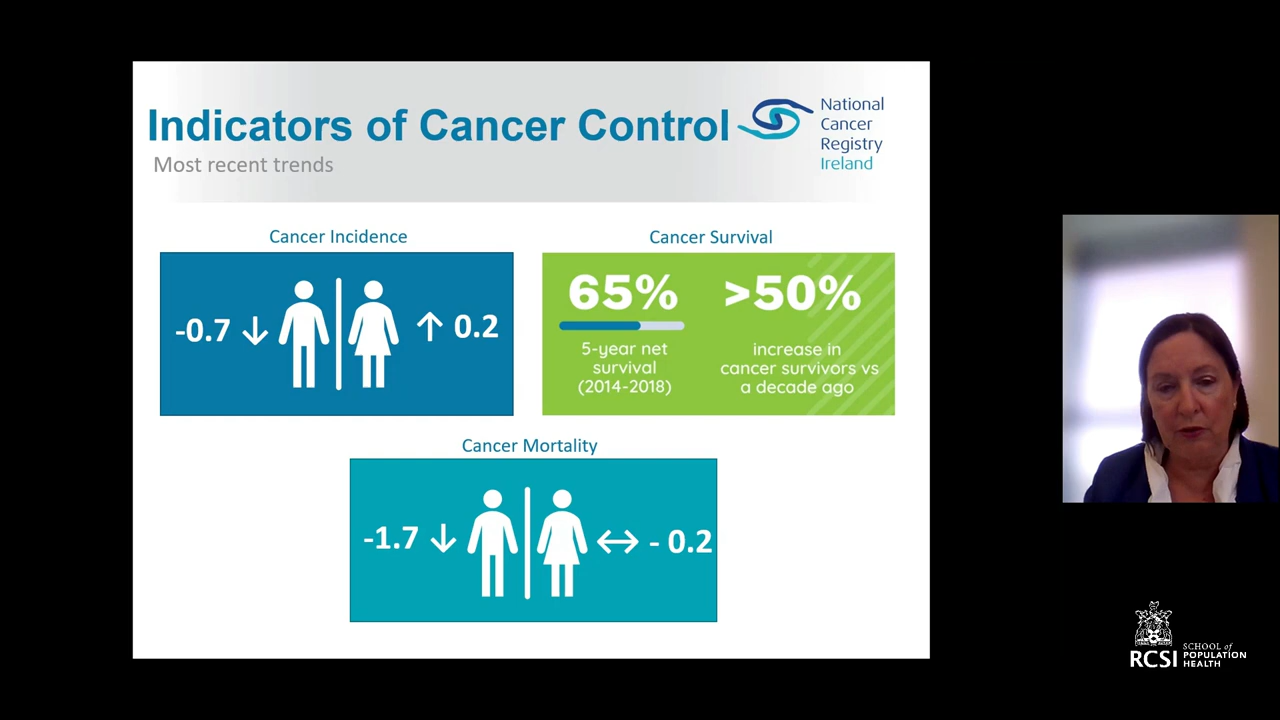 Indicators of Cancer Control
Most recent trends
National
Cancer
Registry
Ireland
Cancer Incidence
-0.7 ↓
↑ 0.2
Cancer Survival
65%
5-year net
survival
(2014-2018)
>50%
increase in
cancer survivors vs
a decade ago
Cancer Mortality
-1.7 ↓
↔ - 0.2
RCSI
SCHOOL of
POPULATION
HEALTH